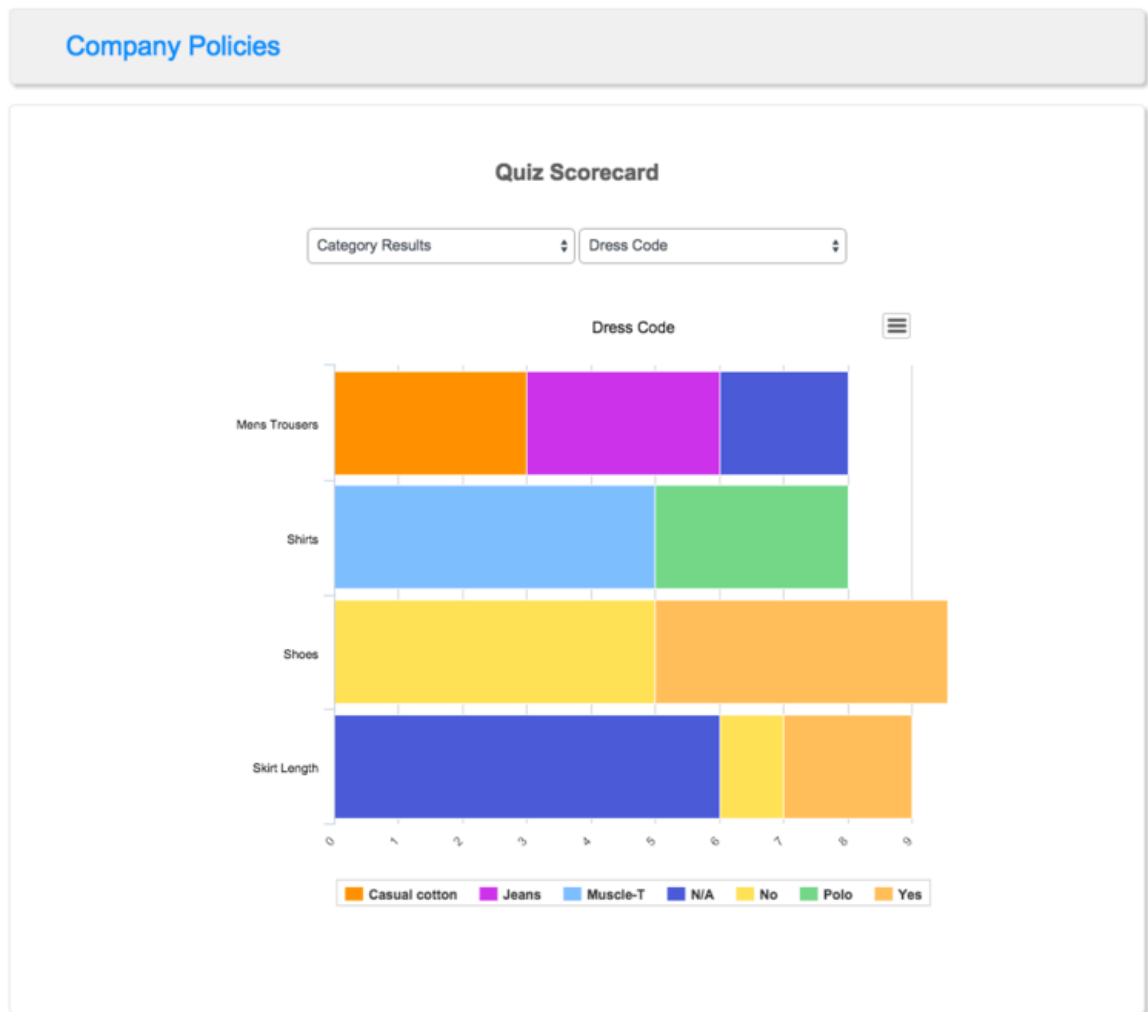 Company Policies
Quiz Scorecard
Category Results Dress Code
Dress Code
Mens Trousers
Shirts
Shoes
Skirt Length
0 1 2 3 4 5 6 7 8 9
Casual cotton Jeans Muscle-T N/A No Polo Yes